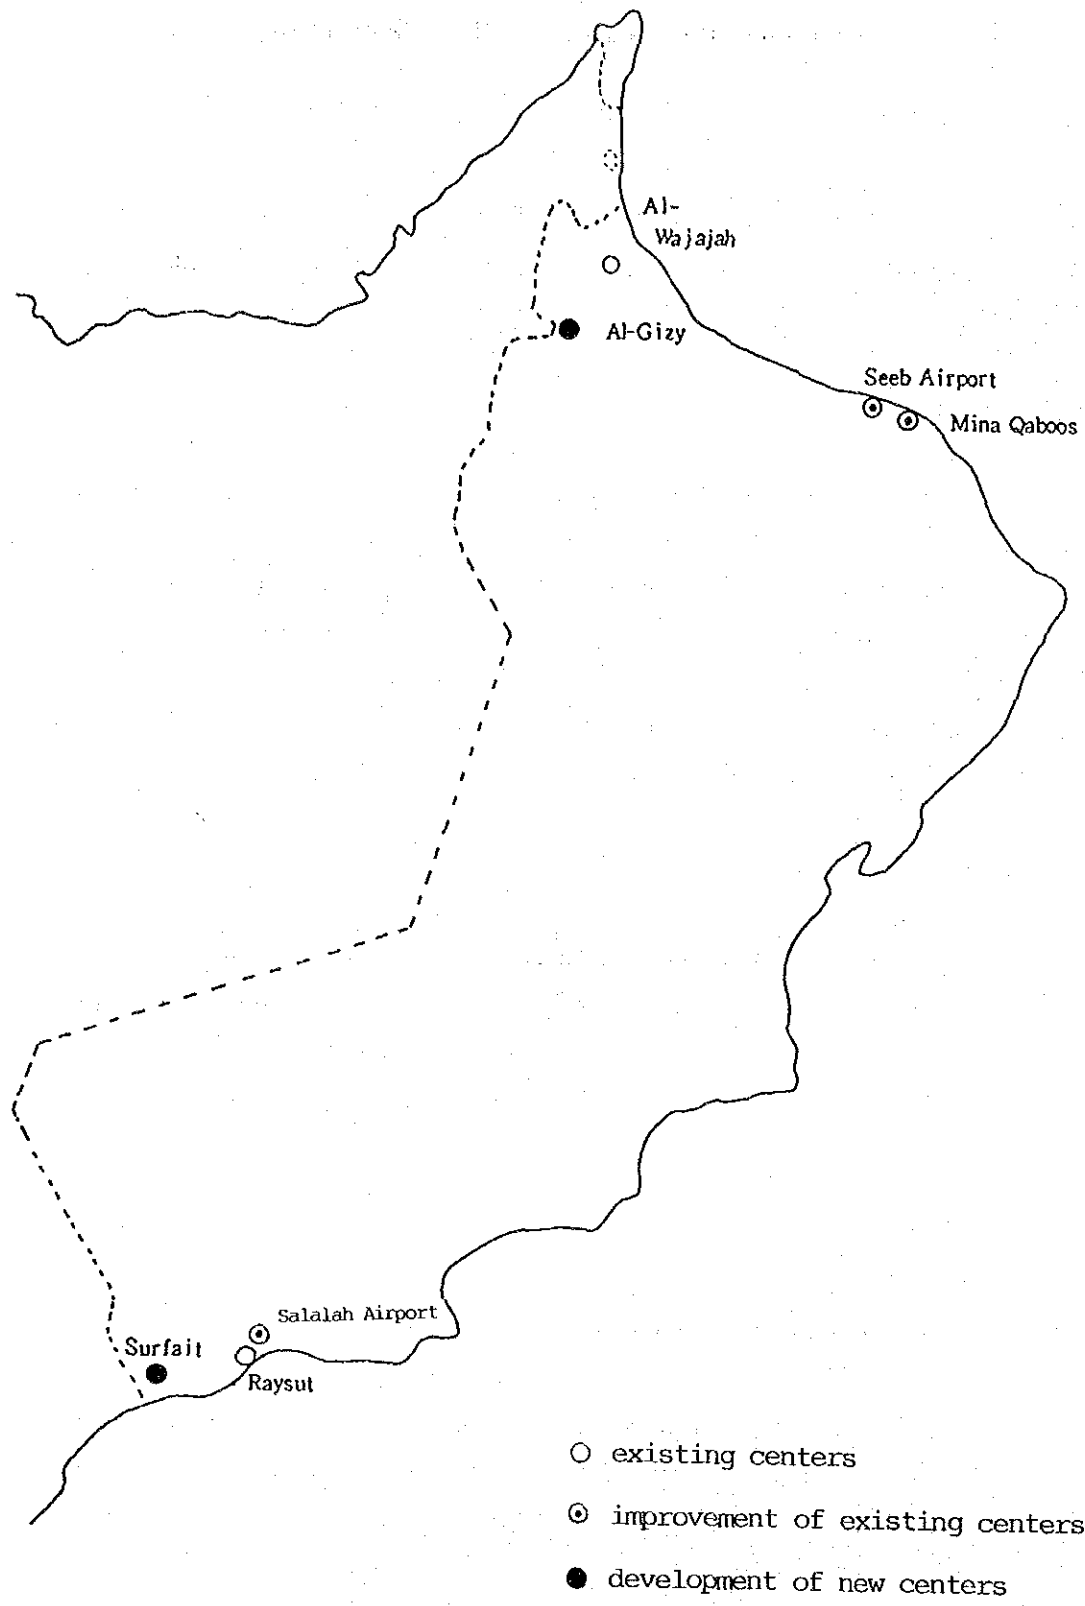 Al-
Wajajah
Al-Gizy
Seeb Airport
Mina Qaboos
Salalah Airport
Surfait
Raysut
existing centers
improvement of existing centers
development of new centers